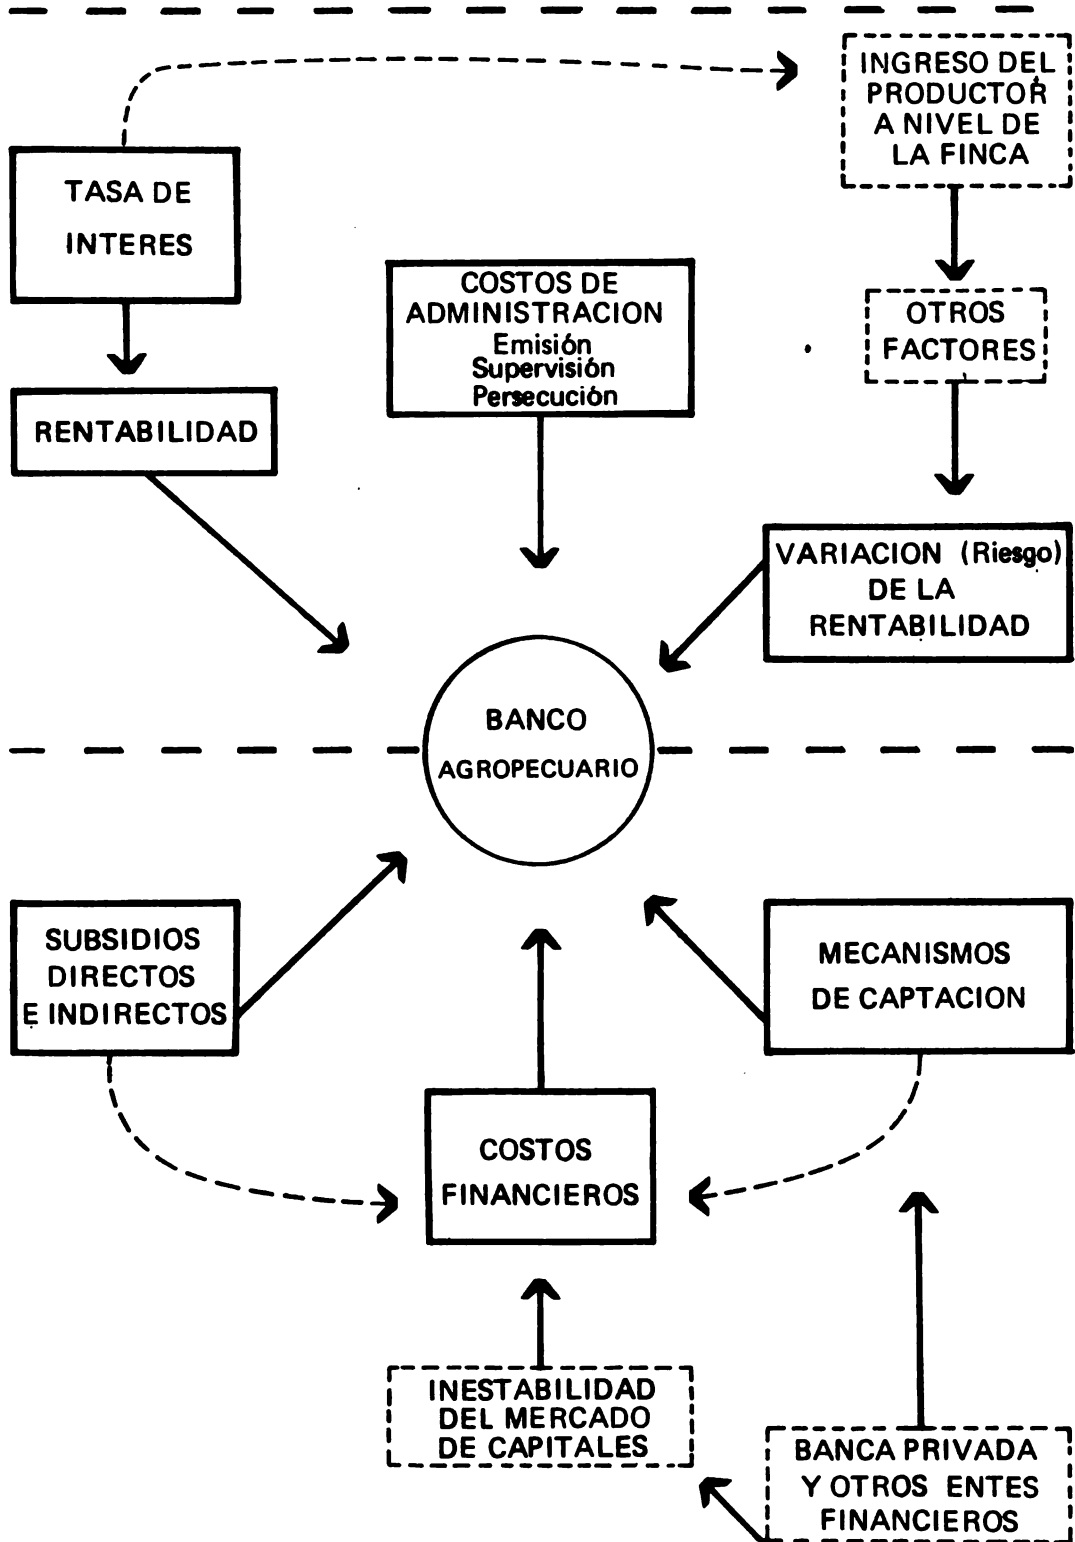 INGRESO DEL
PRODUCTOR
A NIVEL DE
LA FINCA
TASA DE
INTERES
COSTOS DE
ADMINISTRACION
Emisión
Supervisión
Persecución
OTROS
FACTORES
RENTABILIDAD
VARIACION (Riesgo)
DE LA
RENTABILIDAD
BANCO
AGROPECUARIO
SUBSIDIOS
DIRECTOS
E INDIRECTOS
MECANISMOS
DE CAPTACION
COSTOS
FINANCIEROS
INESTABILIDAD
DEL MERCADO
DE CAPITALES
BANCA PRIVADA
Y OTROS ENTES
FINANCIEROS